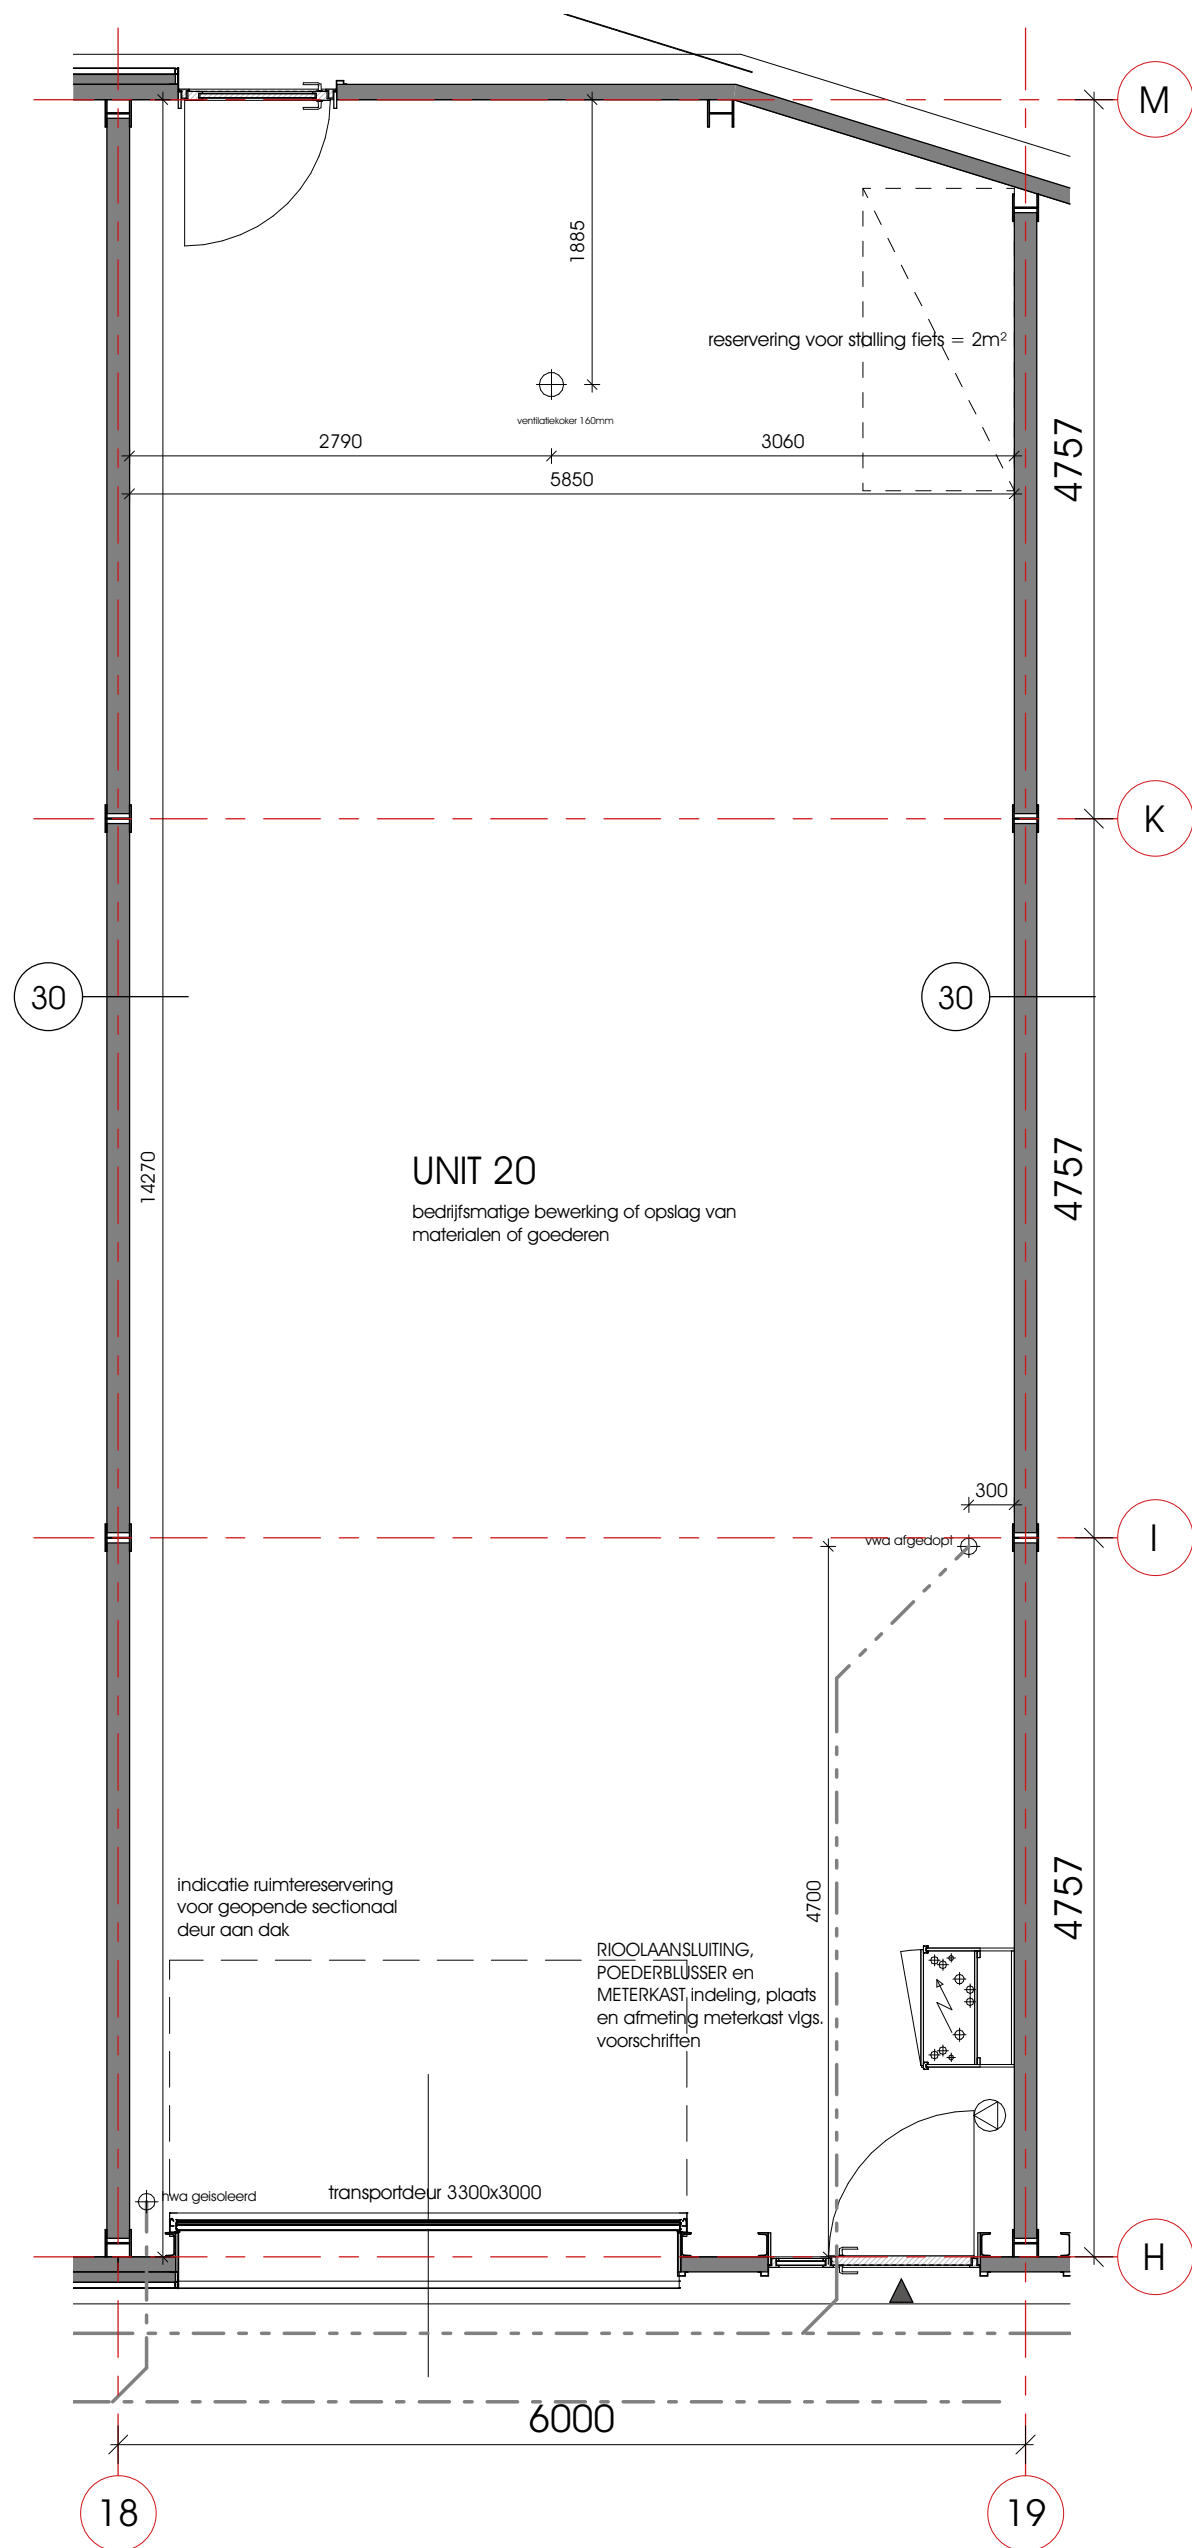 M
1885
reservering voor stalling fiets = 2m²
ventilatiekoker 160mm
2790
3060
5850
4757
K
30
30
14270
UNIT 20
bedrijfsmatige bewerking of opslag van
materialen of goederen
4757
300
vwa afgedopt
I
indicatie ruimtereservering
voor geopende sectionaal
deur aan dak
4700
4757
RIOOLAANSLUITING,
POEDERBLUSSER en
METERKAST indeling, plaats
en afmeting meterkast vlgs.
voorschriften
hwa geisoleerd
transportdeur 3300x3000
H
6000
18
19